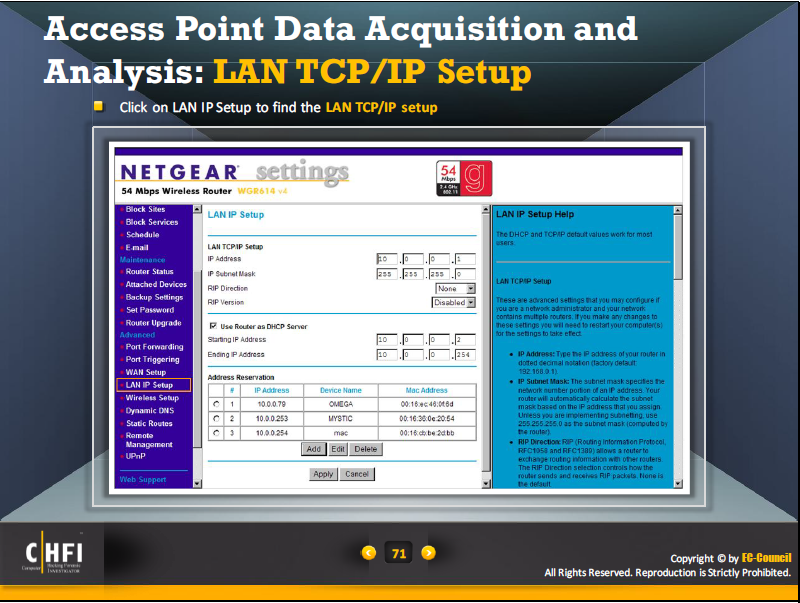 Access Point Data Acquisition and
Analysis: LAN TCP/IP Setup
Click on LAN IP Setup to find the LAN TCP/IP setup
NETGEAR settings
54 Mbps Wireless Router WGR614 v4
54 Mbps 2.4 GHz 802.11 g
Block Sites
Block Services
Schedule
E-mail
Maintenance
Router Status
Attached Devices
Backup Settings
Set Password
Router Upgrade
Advanced
Port Forwarding
Port Triggering
WAN Setup
LAN IP Setup
Wireless Setup
Dynamic DNS
Static Routes
Remote
Management
UPnP
Web Support
LAN IP Setup
LAN TCP/IP Setup
IP Address 10 . 0 . 0 . 1
IP Subnet Mask 255 . 255 . 255 . 0
RIP Direction None
RIP Version Disabled
Use Router as DHCP Server
Starting IP Address 10 . 0 . 0 . 2
Ending IP Address 10 . 0 . 0 . 254
Address Reservation
# IP Address Device Name Mac Address
1 10.0.0.79 OMEGA 00:16:ec:46:0f:6d
2 10.0.0.253 MYSTIC 00:16:36:0e:20:54
3 10.0.0.254 mac 00:16:cb:be:2d:bb
Add Edit Delete
Apply Cancel
LAN IP Setup Help
The DHCP and TCP/IP default values work for most
users.
LAN TCP/IP Setup
These are advanced settings that you may configure if
you are a network administrator and your network
contains multiple routers. If you make any changes to
these settings you will need to restart your computer(s)
for the settings to take effect.
IP Address: Type the IP address of your router in
dotted decimal notation (factory default:
192.168.0.1)
IP Subnet Mask: The subnet mask specifies the
network number portion of an IP address. Your
router will automatically calculate the subnet
mask based on the IP address that you assign.
Unless you are implementing subnetting, use
255.255.255.0 as the subnet mask (computed by
the router).
RIP Direction: RIP (Routing Information Protocol,
RFC1058 and RFC1389) allows a router to
exchange routing information with other routers.
The RIP Direction selection controls how the
router sends and receives RIP packets. None is
the default.
CHFI
Computer Hacking Forensic
INVESTIGATOR
71
Copyright © by EC-Council
All Rights Reserved. Reproduction is Strictly Prohibited.